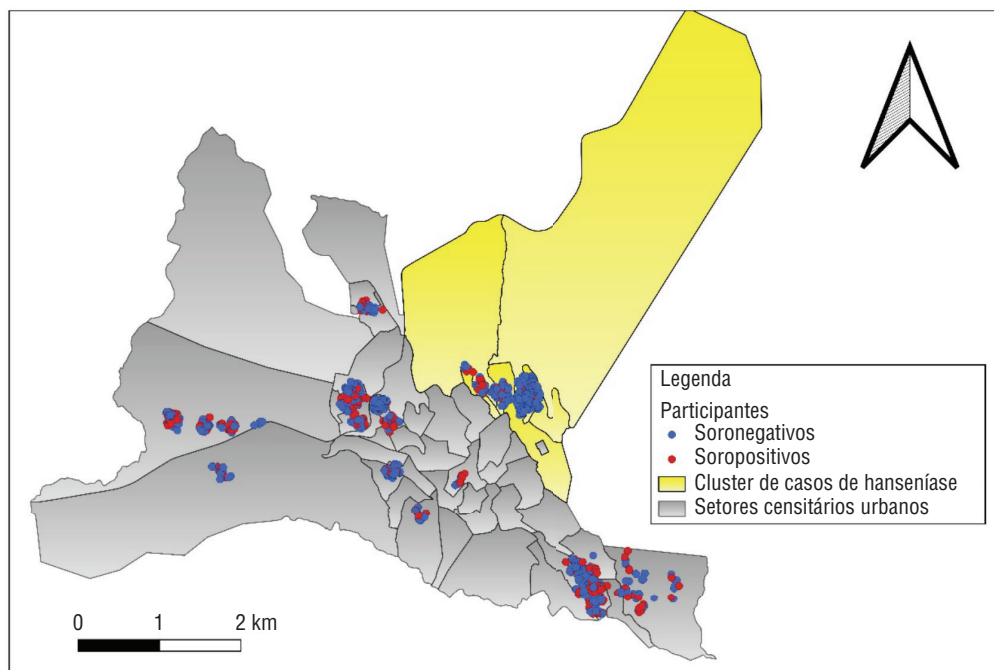 Legenda
Participantes
Soronegativos
Soropositivos
Cluster de casos de hanseníase
Setores censitários urbanos
0 1 2 km